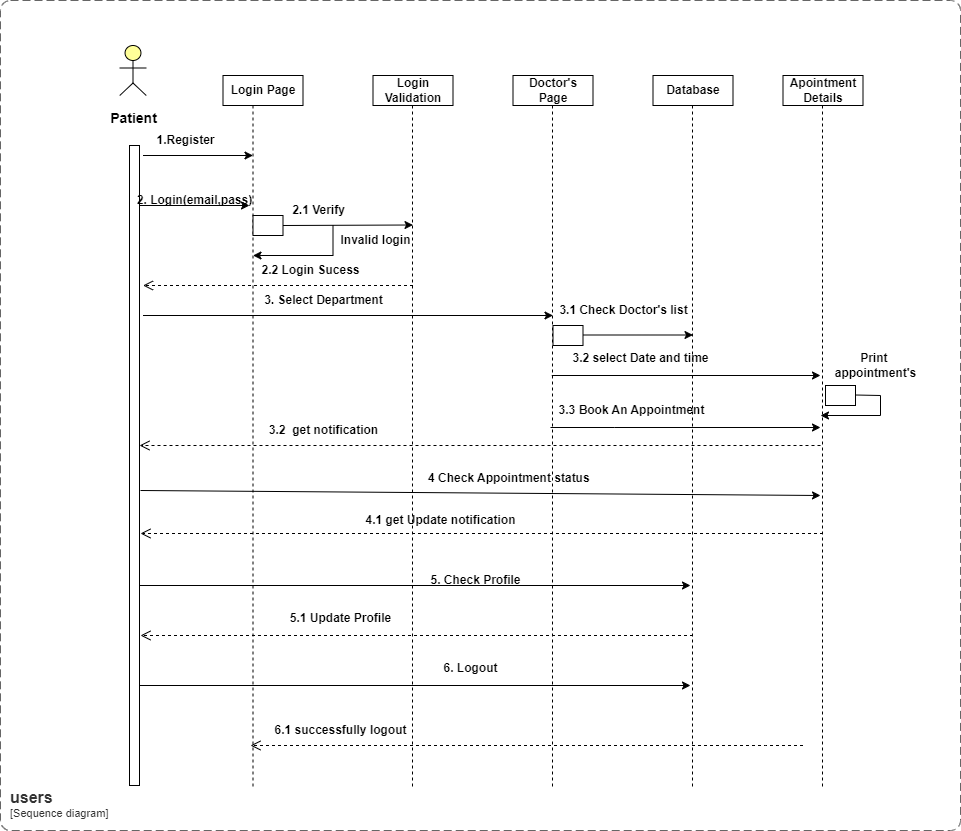 Login Page
Login
Validation
Doctor's
Page
Database
Apointment
Details
Patient
1.Register
2. Login(email,pass)
2.1 Verify
Invalid login
2.2 Login Sucess
3. Select Department
3.1 Check Doctor's list
3.2 select Date and time
Print
appointment's
3.3 Book An Appointment
3.2  get notification
4 Check Appointment status
4.1 get Update notification
5. Check Profile
5.1 Update Profile
6. Logout
6.1 successfully logout
users
[Sequence diagram]